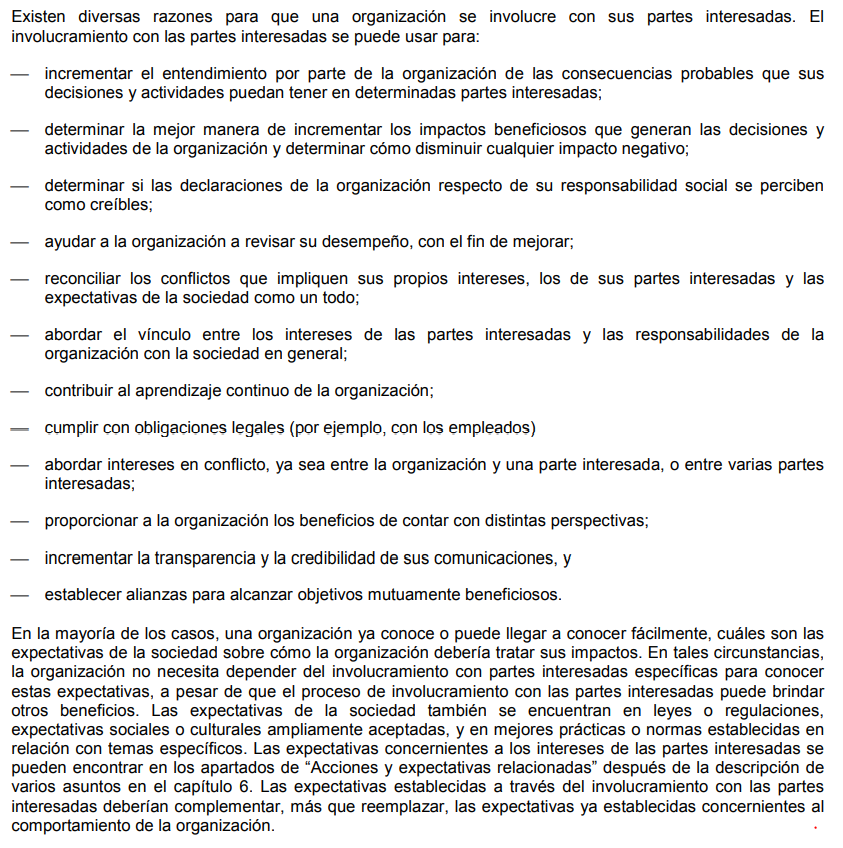 Existen diversas razones para que una organización se involucre con sus partes interesadas. El
involucramiento con las partes interesadas se puede usar para:
— incrementar el entendimiento por parte de la organización de las consecuencias probables que sus
decisiones y actividades puedan tener en determinadas partes interesadas;
— determinar la mejor manera de incrementar los impactos beneficiosos que generan las decisiones y
actividades de la organización y determinar cómo disminuir cualquier impacto negativo;
— determinar si las declaraciones de la organización respecto de su responsabilidad social se perciben
como creíbles;
— ayudar a la organización a revisar su desempeño, con el fin de mejorar;
— reconciliar los conflictos que impliquen sus propios intereses, los de sus partes interesadas y las
expectativas de la sociedad como un todo;
— abordar el vínculo entre los intereses de las partes interesadas y las responsabilidades de la
organización con la sociedad en general;
— contribuir al aprendizaje continuo de la organización;
— cumplir con obligaciones legales (por ejemplo, con los empleados)
— abordar intereses en conflicto, ya sea entre la organización y una parte interesada, o entre varias partes
interesadas;
— proporcionar a la organización los beneficios de contar con distintas perspectivas;
— incrementar la transparencia y la credibilidad de sus comunicaciones, y
— establecer alianzas para alcanzar objetivos mutuamente beneficiosos.
En la mayoría de los casos, una organización ya conoce o puede llegar a conocer fácilmente, cuáles son las
expectativas de la sociedad sobre cómo la organización debería tratar sus impactos. En tales circunstancias,
la organización no necesita depender del involucramiento con partes interesadas específicas para conocer
estas expectativas, a pesar de que el proceso de involucramiento con las partes interesadas puede brindar
otros beneficios. Las expectativas de la sociedad también se encuentran en leyes o regulaciones,
expectativas sociales o culturales ampliamente aceptadas, y en mejores prácticas o normas establecidas en
relación con temas específicos. Las expectativas concernientes a los intereses de las partes interesadas se
pueden encontrar en los apartados de “Acciones y expectativas relacionadas” después de la descripción de
varios asuntos en el capítulo 6. Las expectativas establecidas a través del involucramiento con las partes
interesadas deberían complementar, más que reemplazar, las expectativas ya establecidas concernientes al
comportamiento de la organización.